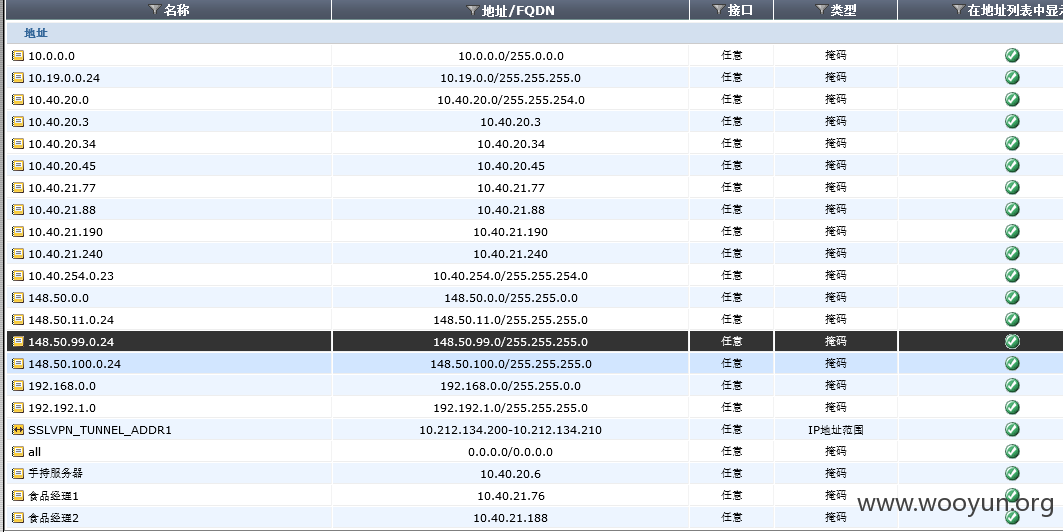 名称 地址/FQDN 接口 类型 在地址列表中显示
地址
10.0.0.0 10.0.0.0/255.0.0.0 任意 掩码
10.19.0.0.24 10.19.0.0/255.255.255.0 任意 掩码
10.40.20.0 10.40.20.0/255.255.254.0 任意 掩码
10.40.20.3 10.40.20.3 任意 掩码
10.40.20.34 10.40.20.34 任意 掩码
10.40.20.45 10.40.20.45 任意 掩码
10.40.21.77 10.40.21.77 任意 掩码
10.40.21.88 10.40.21.88 任意 掩码
10.40.21.190 10.40.21.190 任意 掩码
10.40.21.240 10.40.21.240 任意 掩码
10.40.254.0.23 10.40.254.0/255.255.254.0 任意 掩码
148.50.0.0 148.50.0.0/255.255.0.0 任意 掩码
148.50.11.0.24 148.50.11.0/255.255.255.0 任意 掩码
148.50.99.0.24 148.50.99.0/255.255.255.0 任意 掩码
148.50.100.0.24 148.50.100.0/255.255.255.0 任意 掩码
192.168.0.0 192.168.0.0/255.255.0.0 任意 掩码
192.192.1.0 192.192.1.0/255.255.255.0 任意 掩码
SSLVPN_TUNNEL_ADDR1 10.212.134.200-10.212.134.210 任意 IP地址范围
all 0.0.0.0/0.0.0.0 任意 掩码
手持服务器 10.40.20.6 任意 掩码
食品经理1 10.40.21.76 任意 掩码
食品经理2 10.40.21.188 任意 掩码
www.wooyun.org